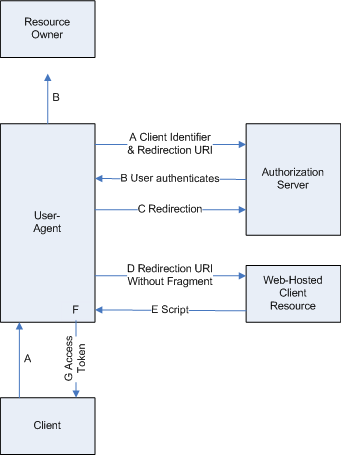 Resource
Owner
B
A Client Identifier
& Redirection URI
B User authenticates
C Redirection
User-
Agent
Authorization
Server
D Redirection URI
Without Fragment
E Script
Web-Hosted
Client
Resource
F
A
G Access
Token
Client